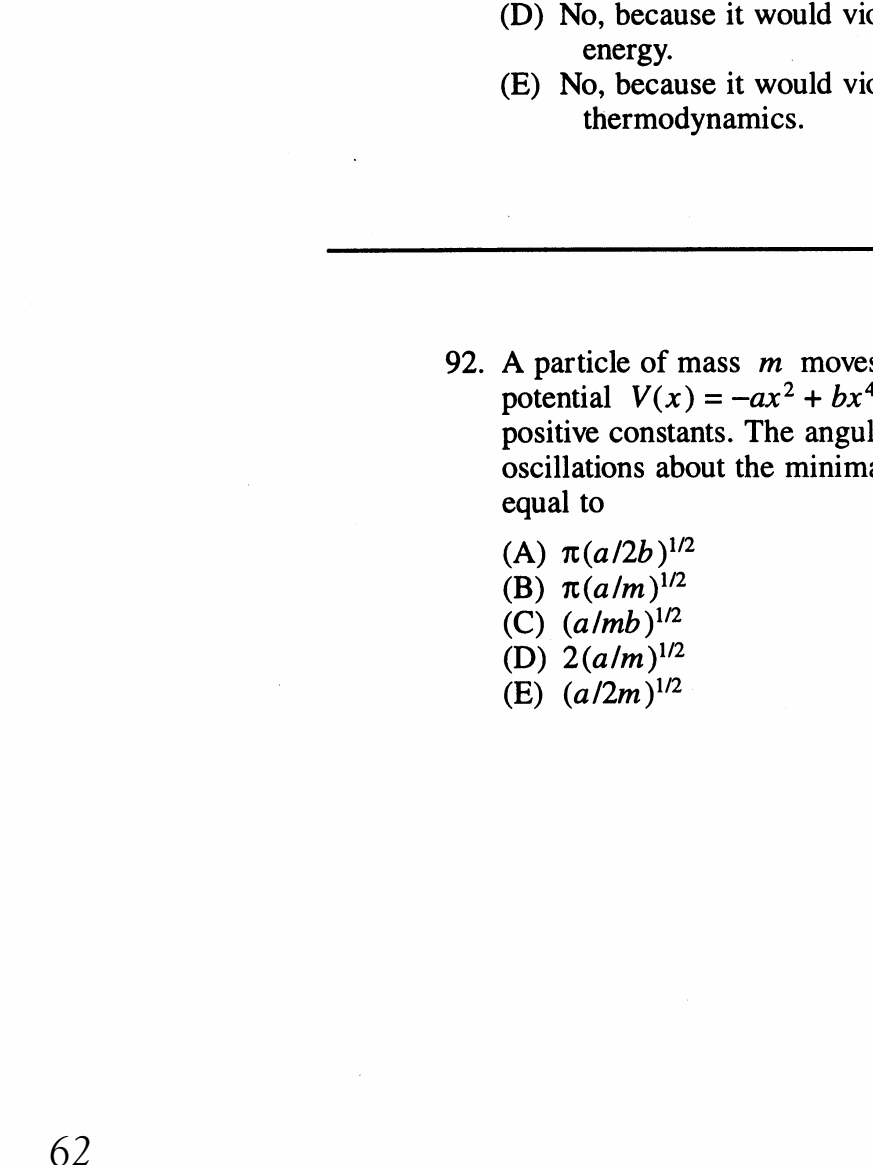 (D) No, because it would vio
energy.
(E) No, because it would vio
thermodynamics.
92. A particle of mass m moves
potential V(x) = −ax² + bx⁴
positive constants. The angul
oscillations about the minima
equal to
(A) π(a/2b)^1/2
(B) π(a/m)^1/2
(C) (a/mb)^1/2
(D) 2(a/m)^1/2
(E) (a/2m)^1/2
62